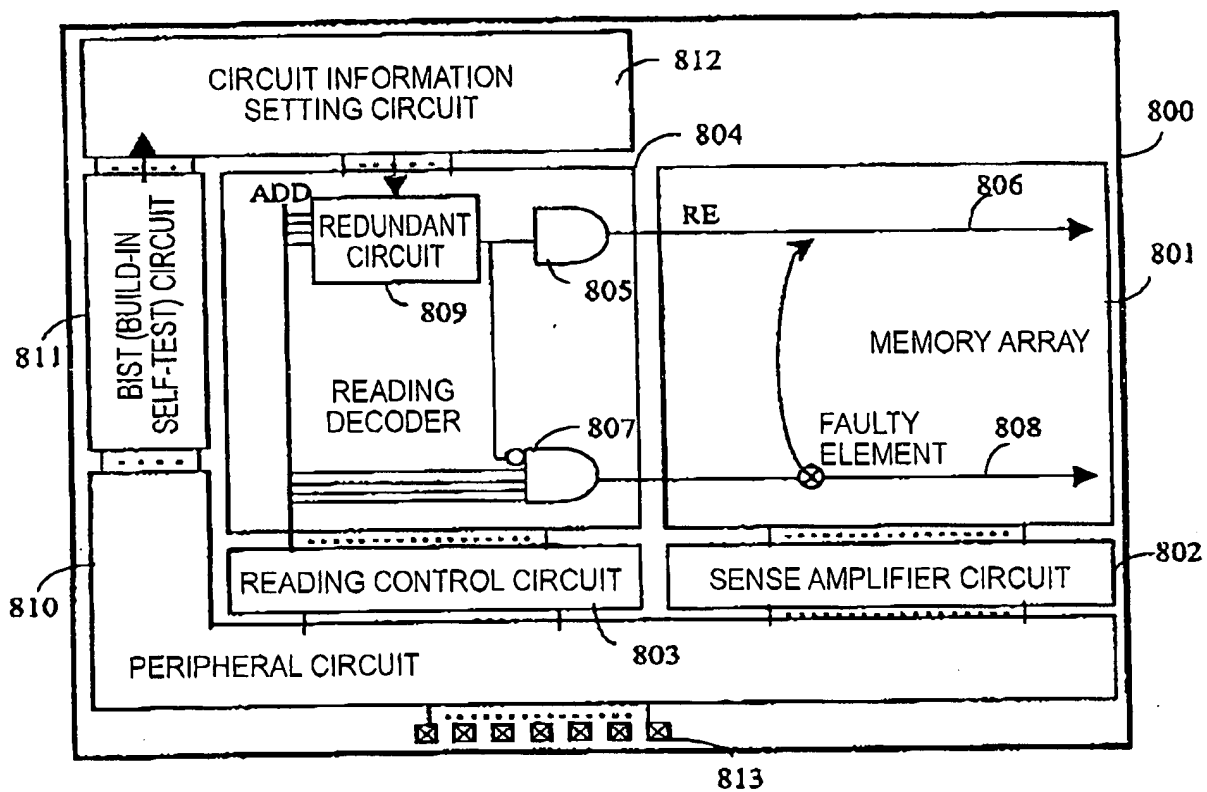 CIRCUIT INFORMATION
SETTING CIRCUIT
812
804
800
ADD
REDUNDANT
CIRCUIT
809
805
RE
806
801
BIST (BUILD-IN
SELF-TEST) CIRCUIT
811
READING
DECODER
807
MEMORY ARRAY
FAULTY
ELEMENT
808
READING CONTROL CIRCUIT
SENSE AMPLIFIER CIRCUIT
802
810
803
PERIPHERAL CIRCUIT
813